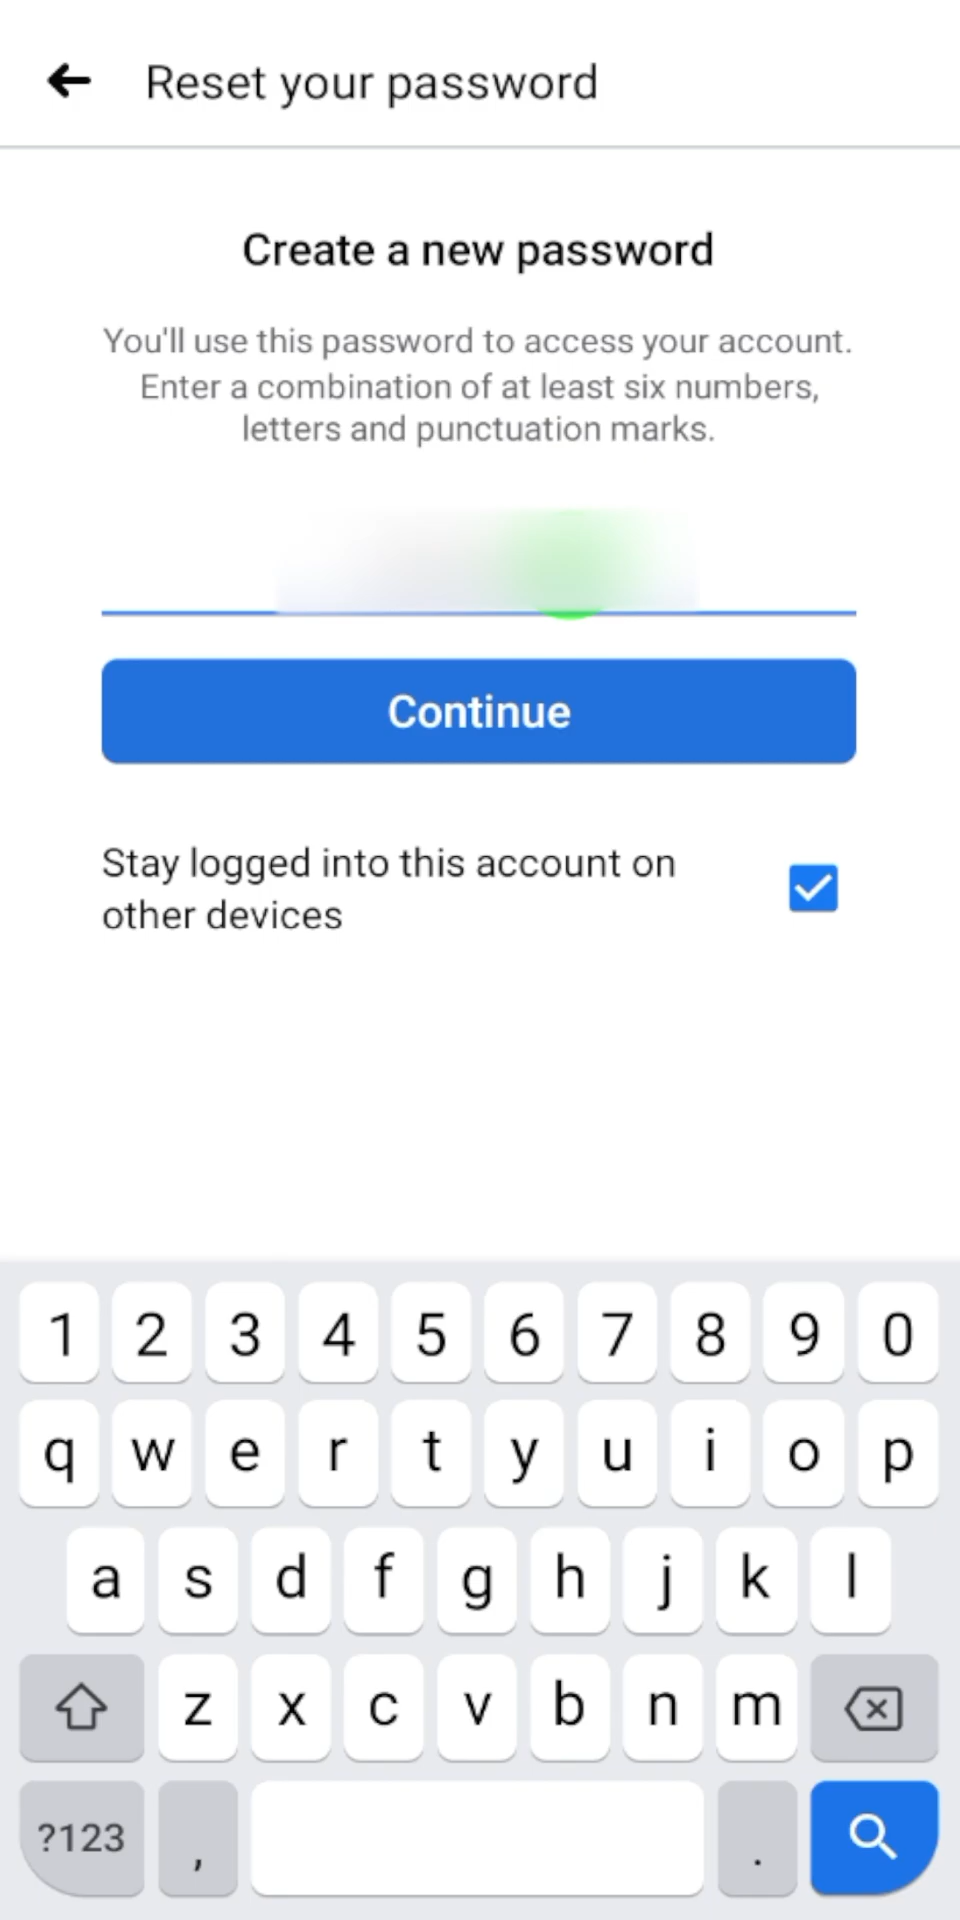 Reset your password
Create a new password
You'll use this password to access your account.
Enter a combination of at least six numbers,
letters and punctuation marks.
Continue
Stay logged into this account on
other devices
1 2 3 4 5 6 7 8 9 0
q w e r t y u i o p
a s d f g h j k l
z x c v b n m
?123 , .